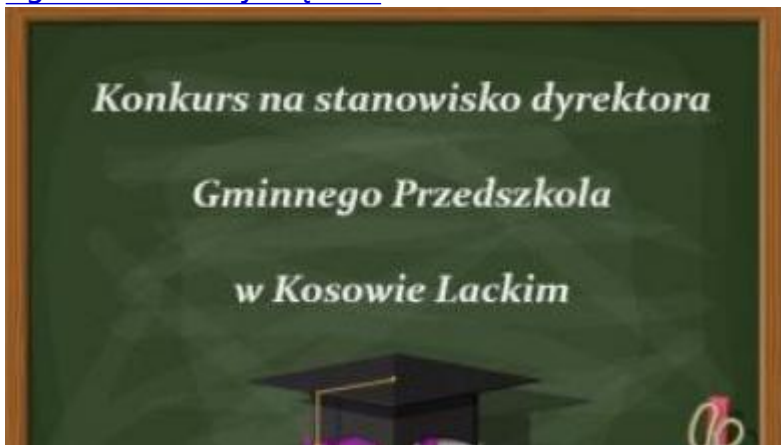 Konkurs na stanowisko dyrektora
Gminnego Przedszkola
w Kosowie Lackim